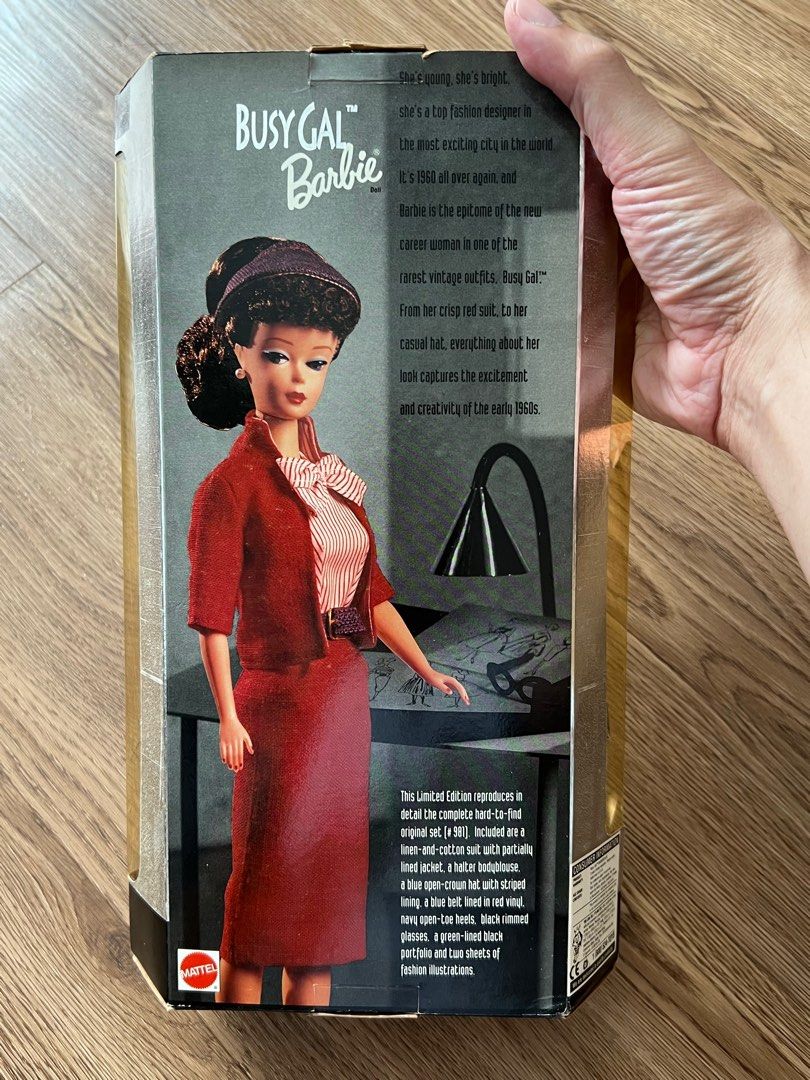 BUSY GAL™
Barbie®
Doll
She's young, she's bright,
she's a top fashion designer in
the most exciting city in the world.
It's 1960 all over again, and
Barbie is the epitome of the new
career woman in one of the
rarest vintage outfits, Busy Gal™.
From her crisp red suit, to her
casual hat, everything about her
look captures the excitement
and creativity of the early 1960s.
This Limited Edition reproduces in
detail the complete hard-to-find
original set (# 981). Included are a
linen-and-cotton suit with partially
lined jacket, a halter bodyblouse,
a blue open-crown hat with striped
lining, a blue belt lined in red vinyl,
navy open-toe heels, black rimmed
glasses, a green-lined black
portfolio and two sheets of
fashion illustrations.
MATTEL
CONSUMER INFORMATION
CE